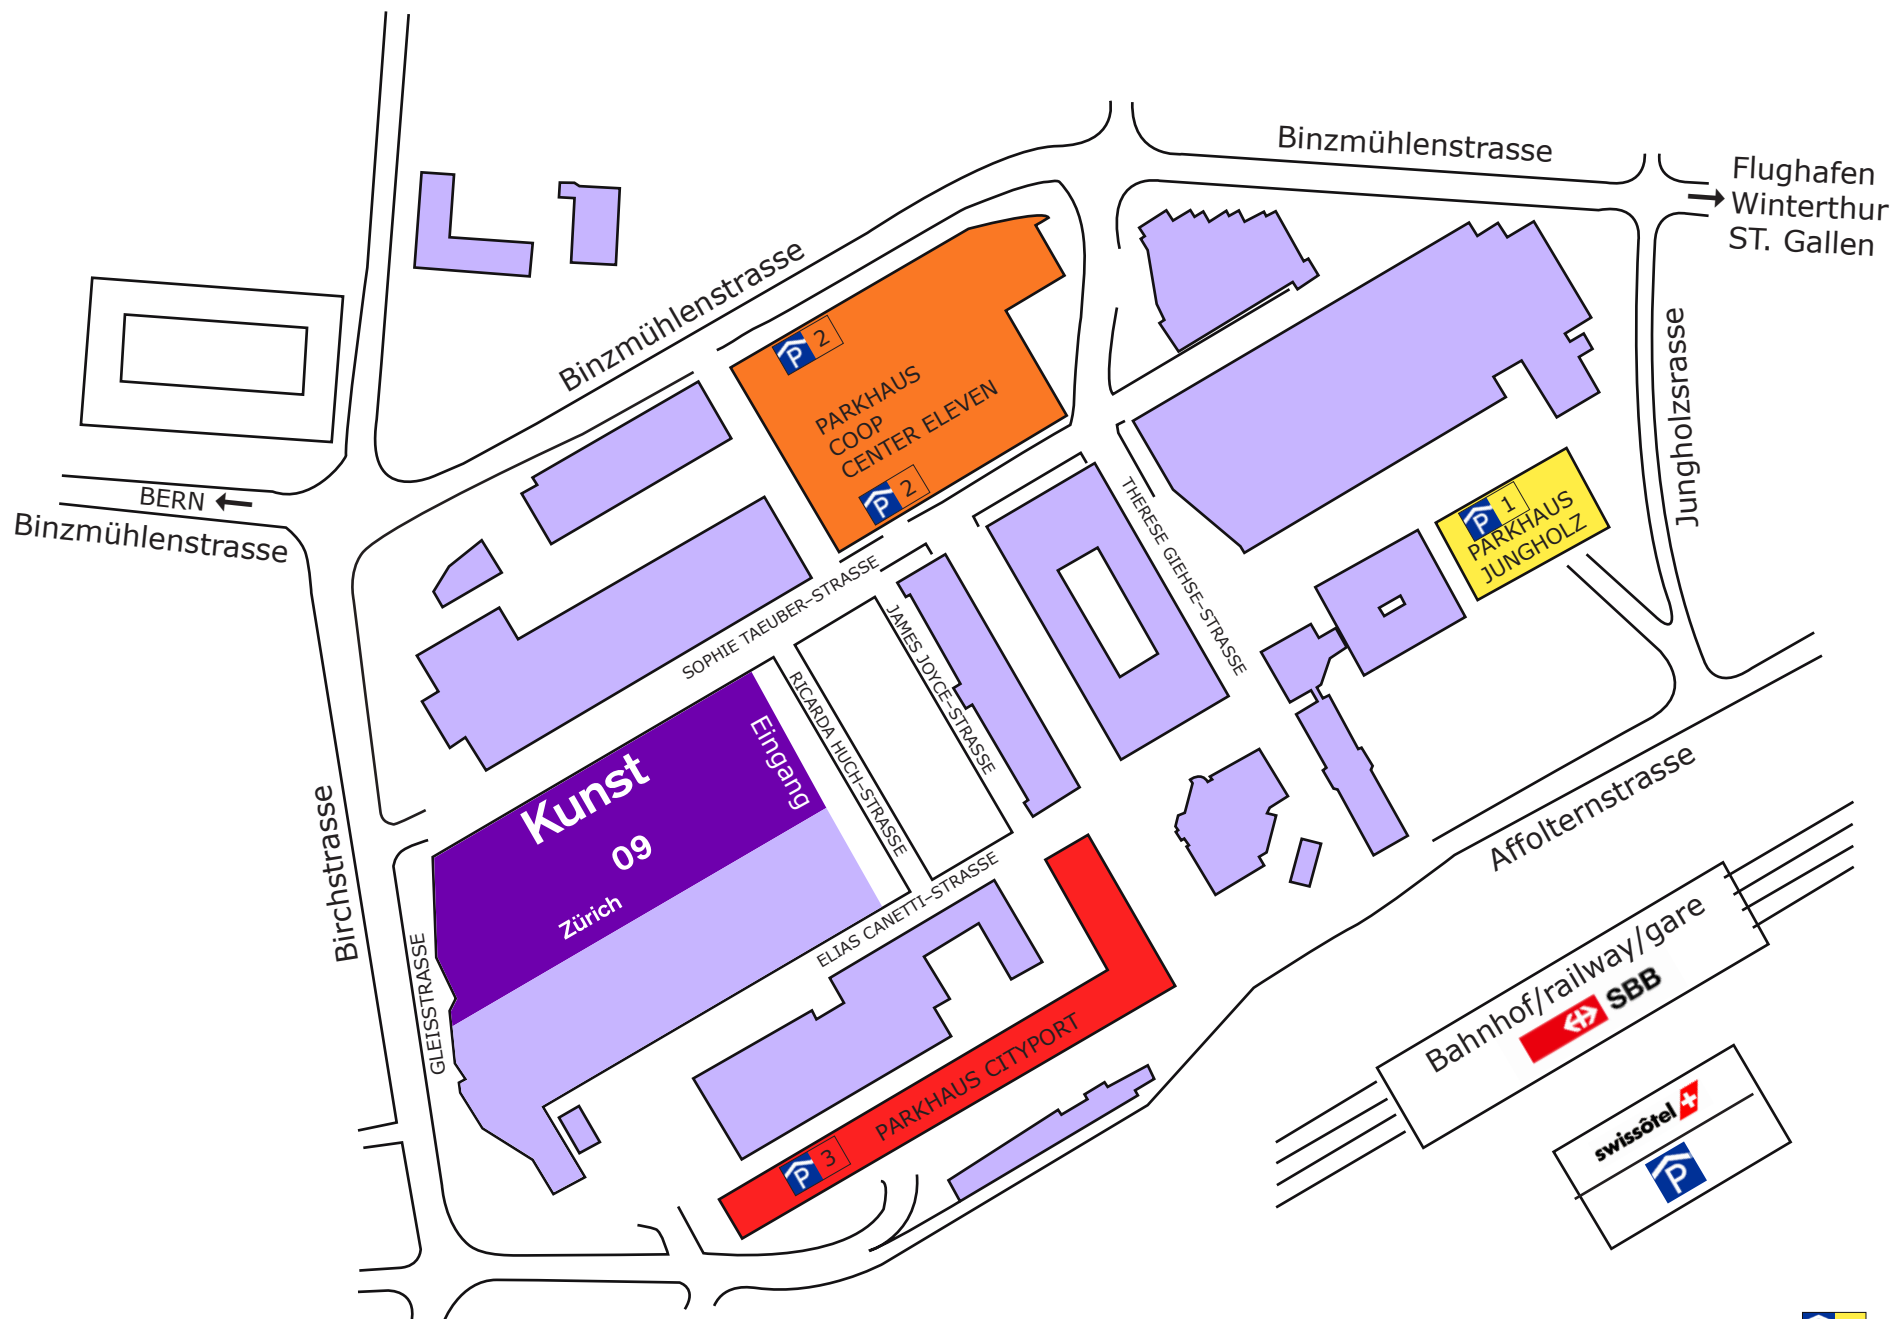 Binzmühlenstrasse
Flughafen
Winterthur
ST. Gallen
Binzmühlenstrasse
2
PARKHAUS
COOP
CENTER ELEVEN
2
Junghólzsrasse
BERN
Binzmühlenstrasse
1
PARKHAUS
JUNGHOLZ
THERESE GIEHSE-STRASSE
SOPHIE TAEUBER-STRASSE
JAMES JOYCE-STRASSE
RICARDA HUCH-STRASSE
Eingang
Kunst
09
Zürich
Birchstrasse
GLEISSTRASSE
ELIAS CANETTI-STRASSE
Affolternstrasse
PARKHAUS CITYPORT
P 3
Bahnhof/railway/gare
SBB
swissôtel
P